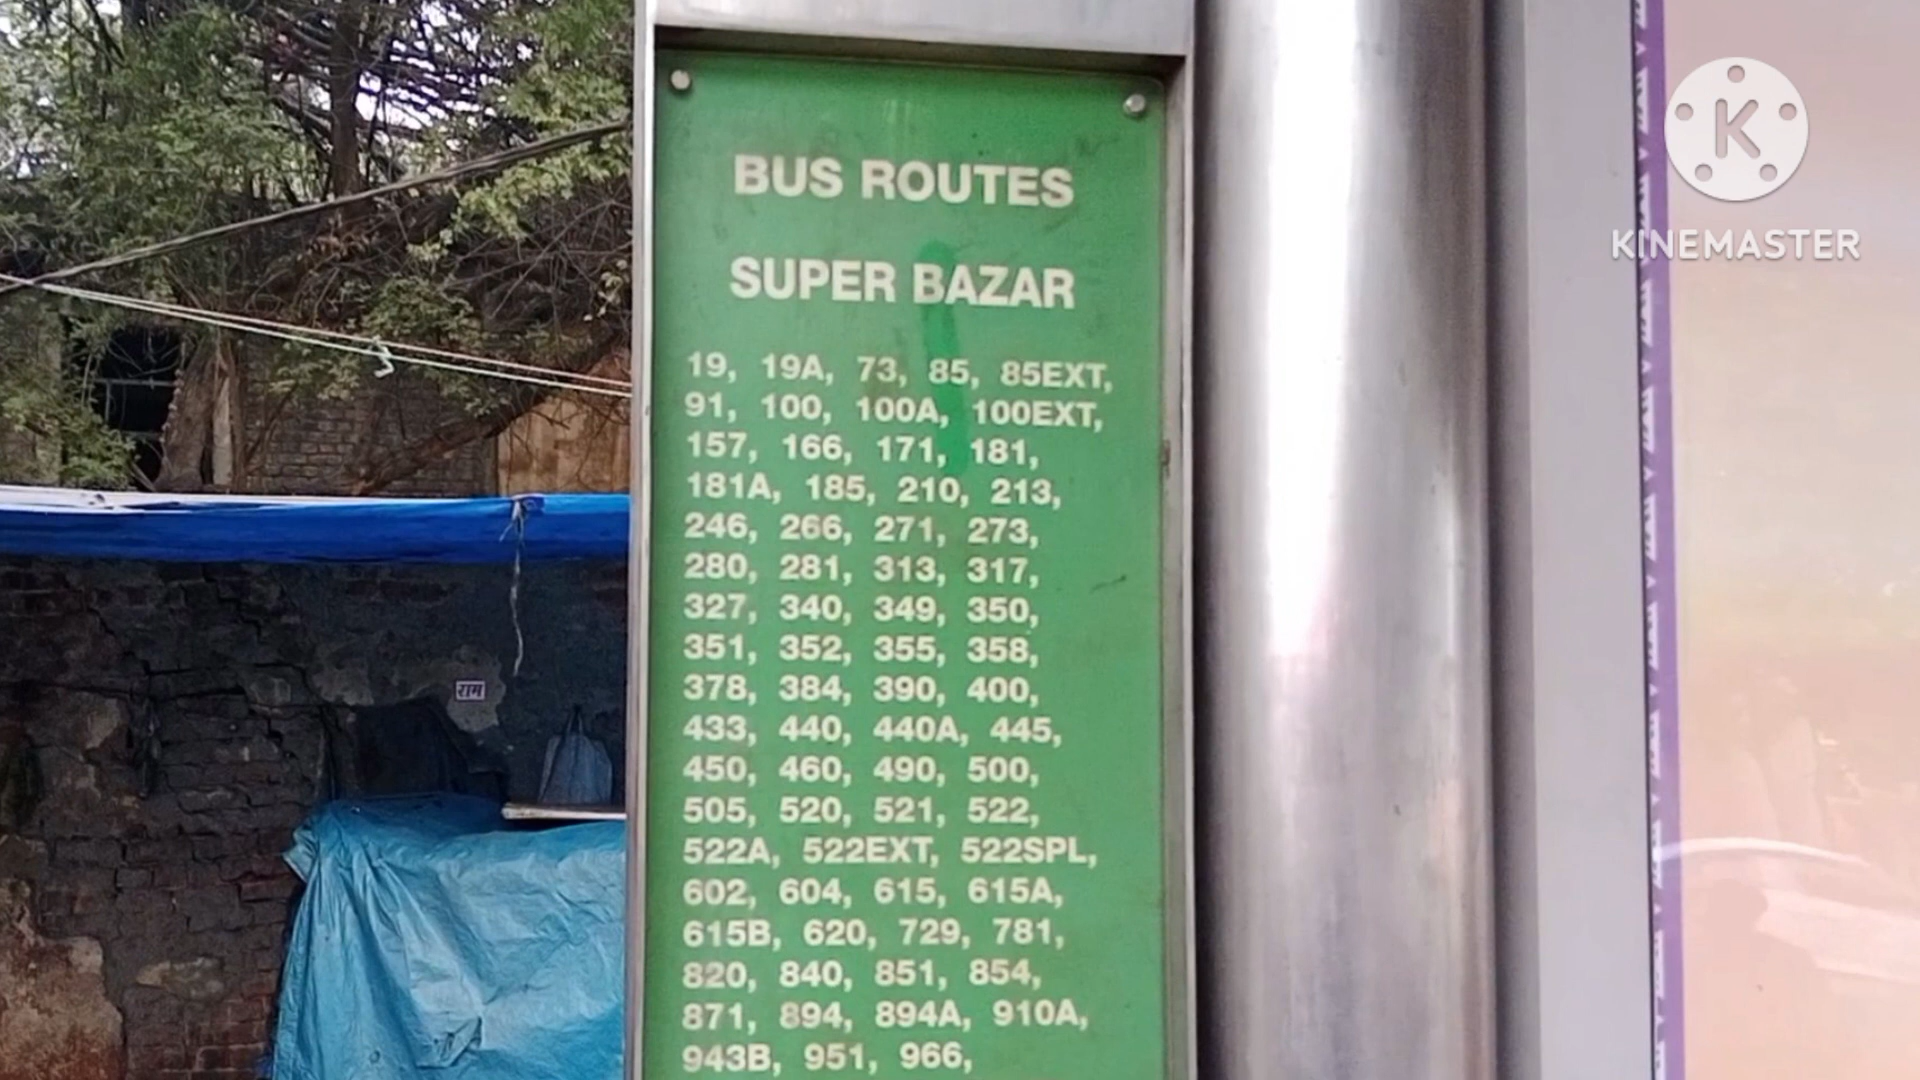 BUS ROUTES
SUPER BAZAR
19, 19A, 73, 85, 85EXT,
91, 100, 100A, 100EXT,
157, 166, 171, 181,
181A, 185, 210, 213,
246, 266, 271, 273,
280, 281, 313, 317,
327, 340, 349, 350,
351, 352, 355, 358,
378, 384, 390, 400,
433, 440, 440A, 445,
450, 460, 490, 500,
505, 520, 521, 522,
522A, 522EXT, 522SPL,
602, 604, 615, 615A,
615B, 620, 729, 781,
820, 840, 851, 854,
871, 894, 894A, 910A,
943B, 951, 966,
राम
K
KINEMASTER